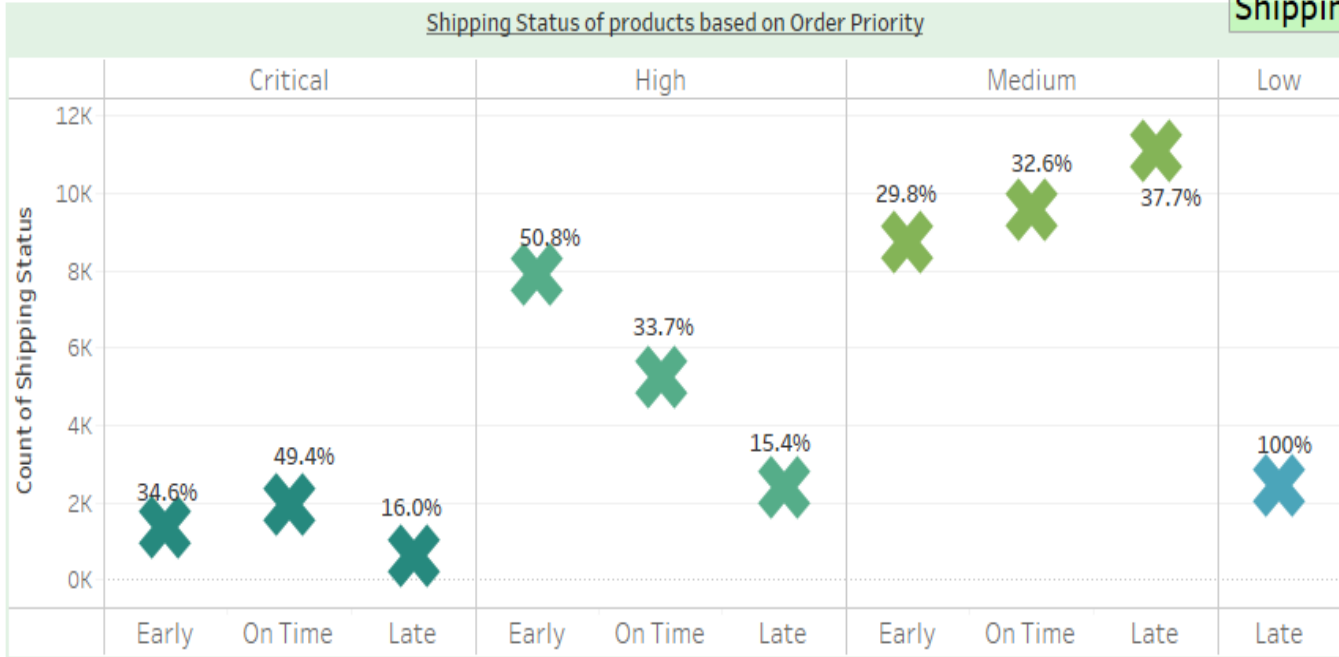 Shipping Status of products based on Order Priority
Shippin
Critical High Medium Low
Count of Shipping Status
12K
10K
8K
6K
4K
2K
0K
34.6% 49.4% 16.0%
50.8% 33.7% 15.4%
29.8% 32.6% 37.7%
100%
Early On Time Late Early On Time Late Early On Time Late Late